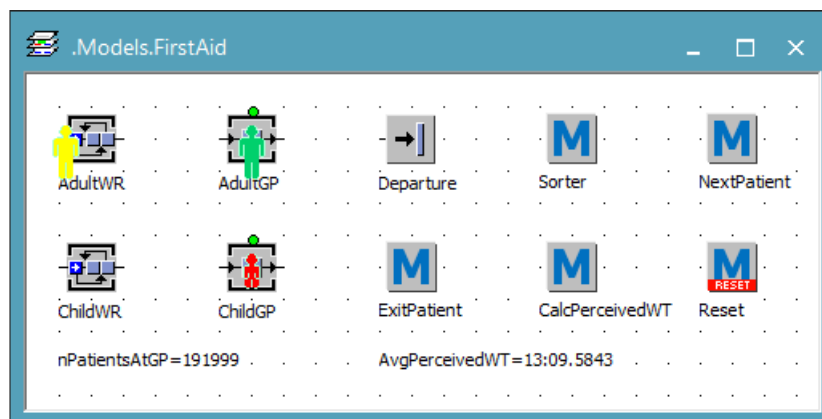 .Models.FirstAid
AdultWR AdultGP Departure Sorter NextPatient
M M
ChildWR ChildGP ExitPatient CalcPerceivedWT Reset
M M M
RESET
nPatientsAtGP=191999 AvgPerceivedWT=13:09.5843